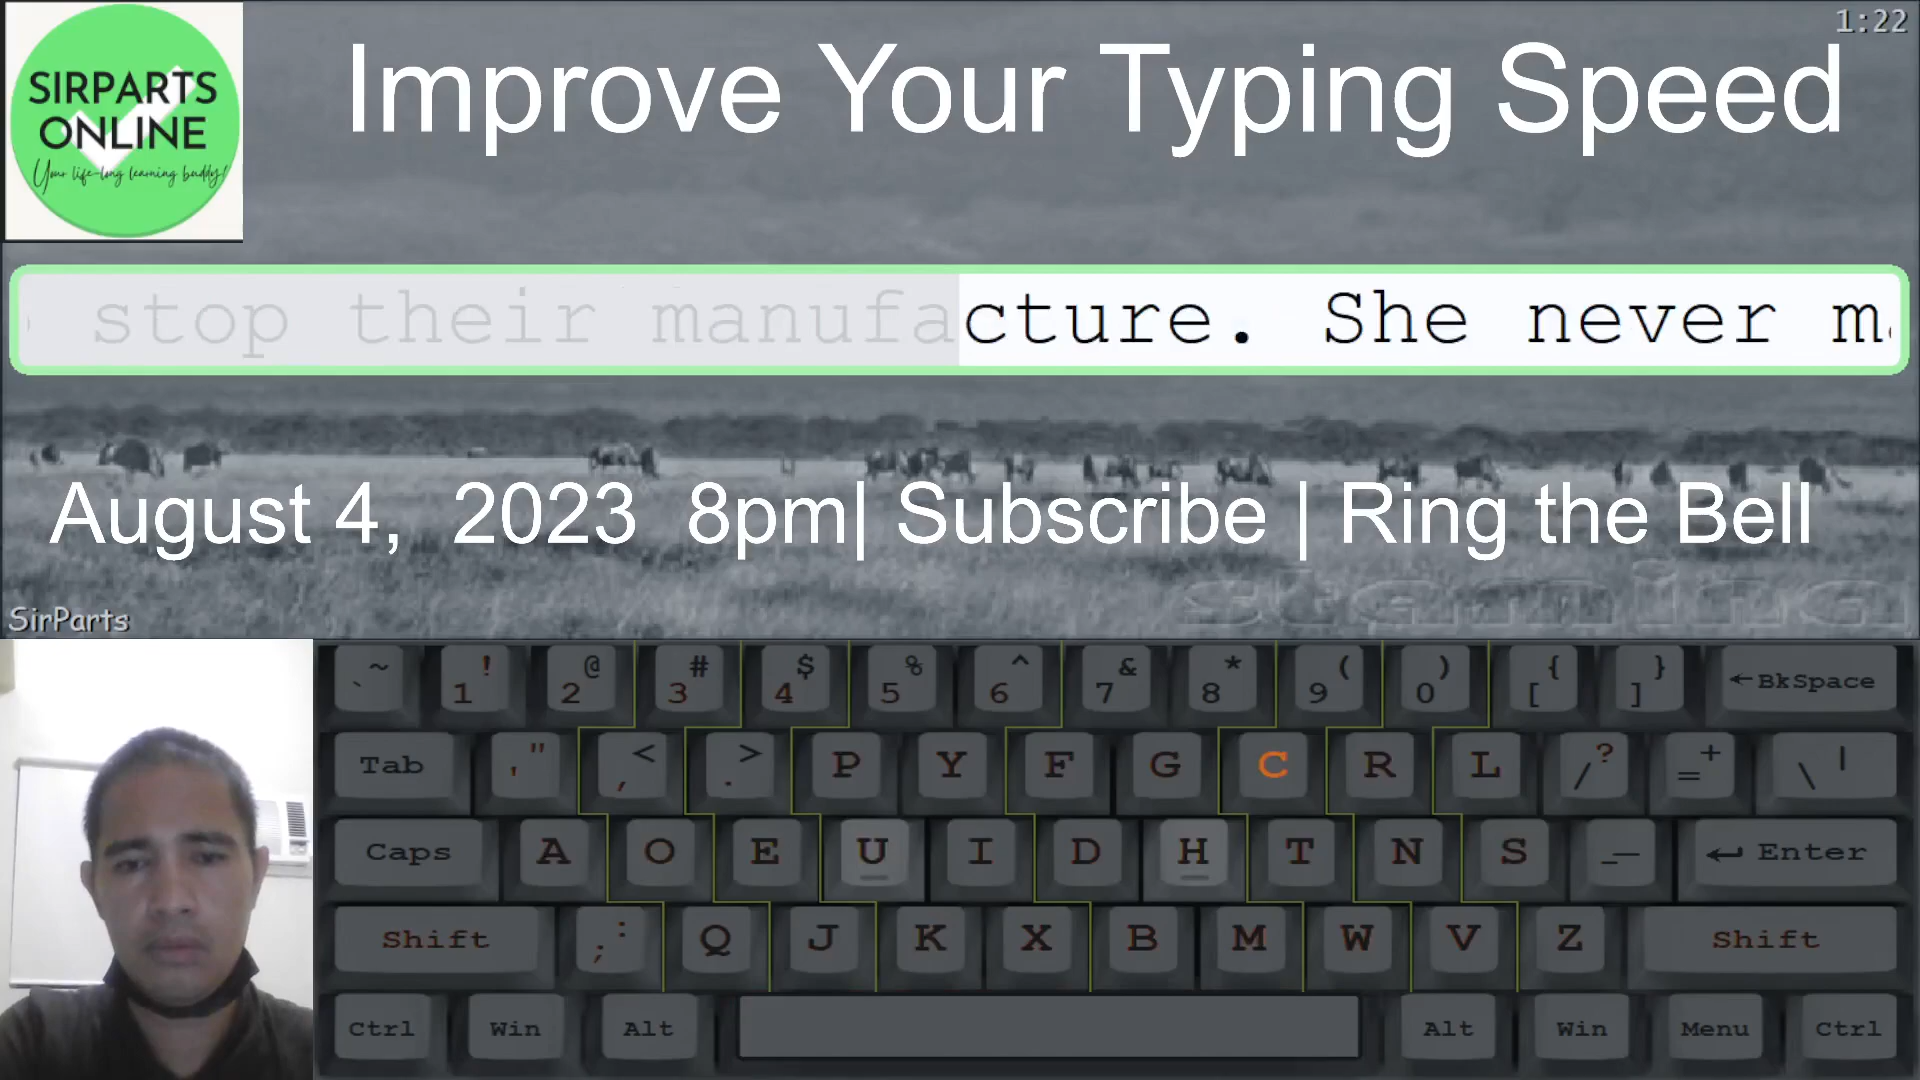 1:22
SIRPARTS
ONLINE
Your life-long learning buddy!
Improve Your Typing Speed
stop their manufacture. She never
August 4, 2023 8pm| Subscribe | Ring the Bell
stamina
SirParts
~ ` ! 1 @ 2 # 3 $ 4 % 5 ^ 6 & 7 * 8 ( 9 ) 0 { [ } ] ←BkSpace
Tab " ' < , > . P Y F G C R L ? / + = | \
Caps A O E U I D H T N S _ — Enter
Shift : ; Q J K X B M W V Z Shift
Ctrl Win Alt Alt Win Menu Ctrl